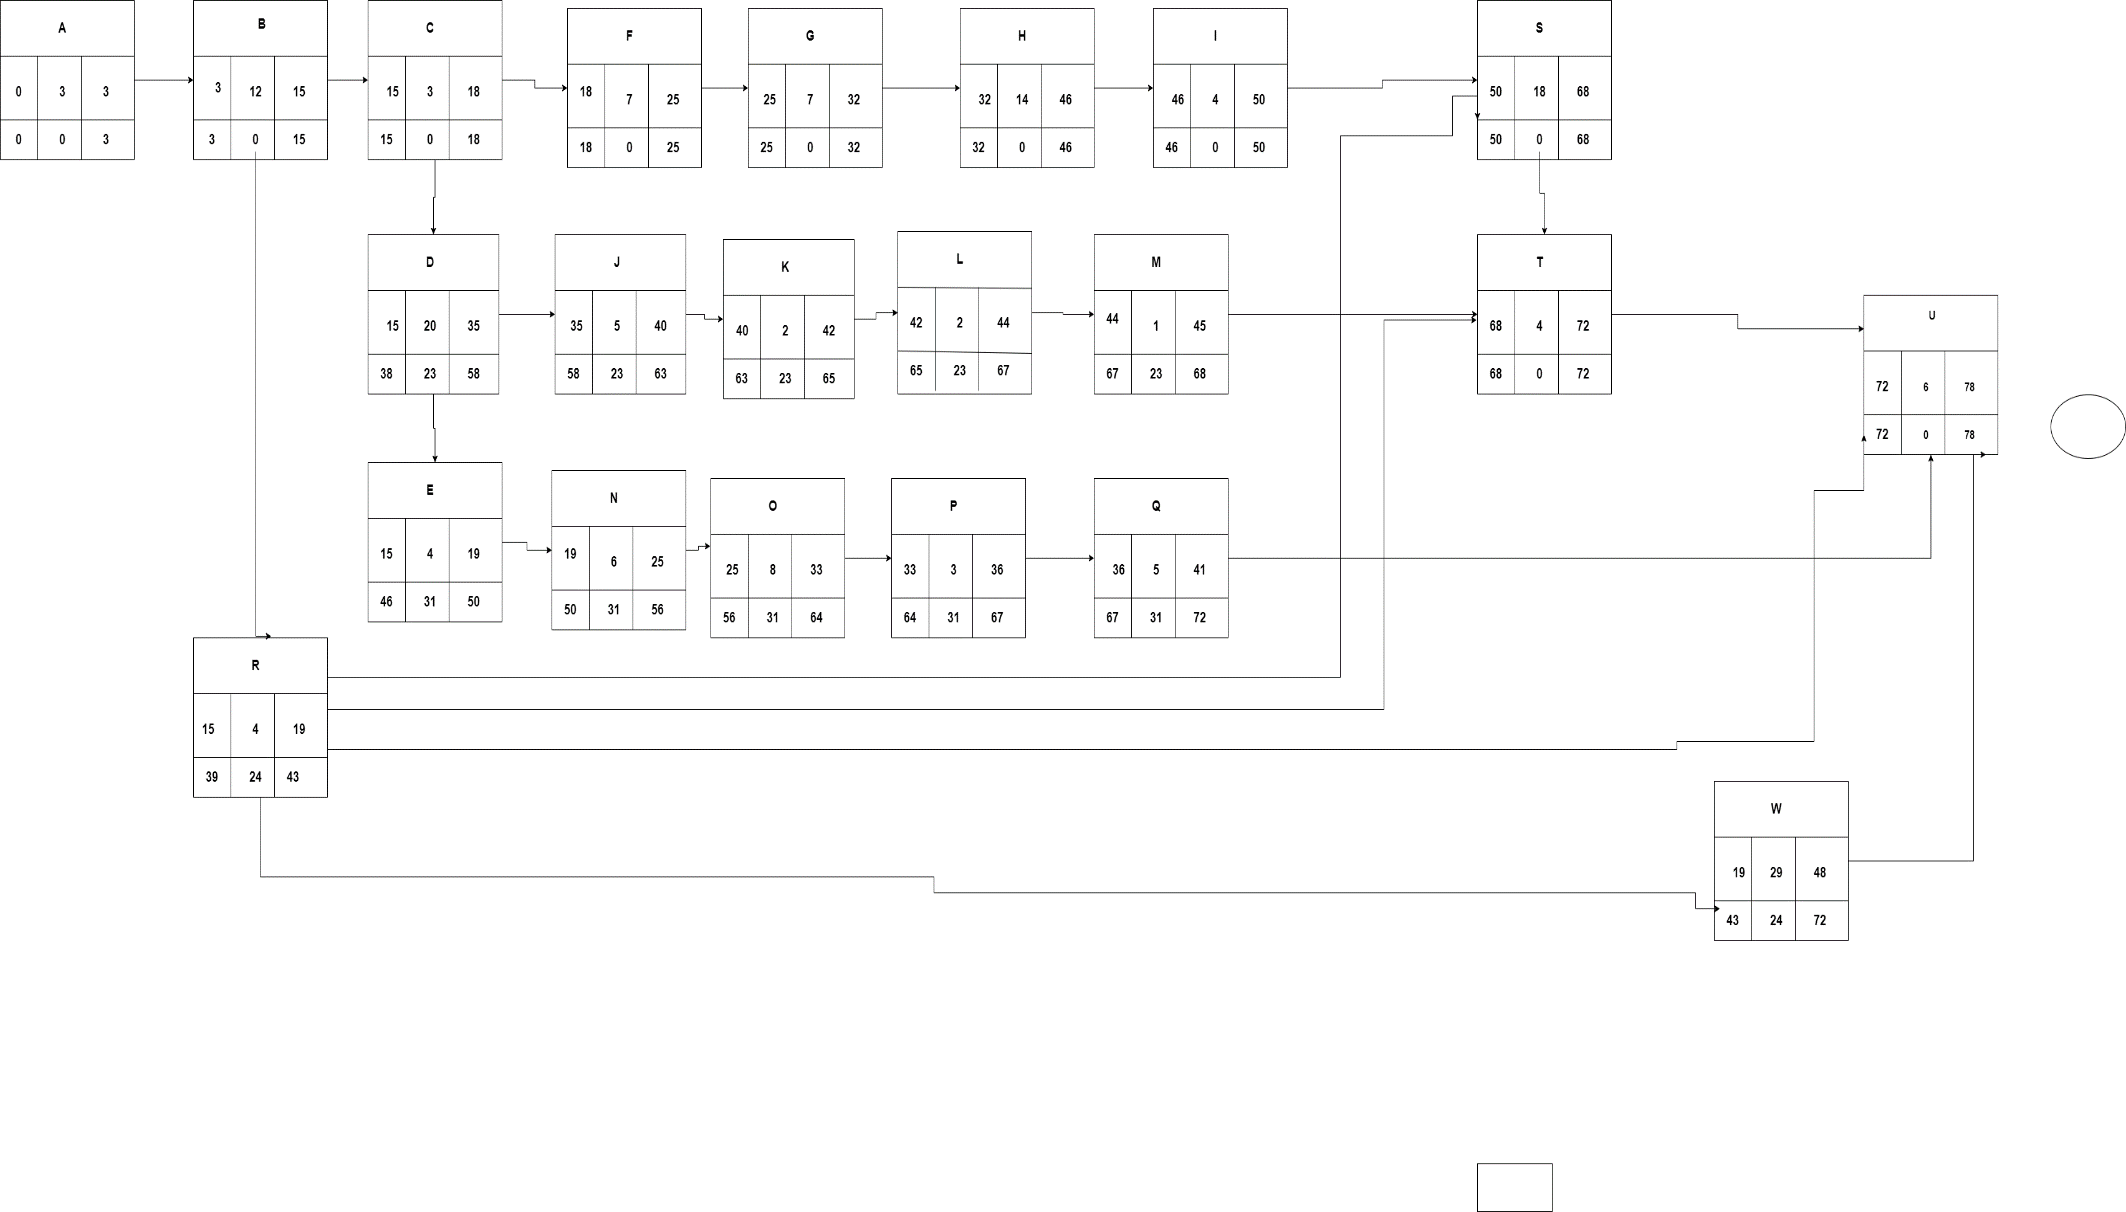 A
0 3 3
0 0 3
B
3 12 15
3 0 15
C
15 3 18
15 0 18
F
18 7 25
18 0 25
G
25 7 32
25 0 32
H
32 14 46
32 0 46
I
46 4 50
46 0 50
S
50 18 68
50 0 68
D
15 20 35
38 23 58
J
35 5 40
58 23 63
K
40 2 42
63 23 65
L
42 2 44
65 23 67
M
44 1 45
67 23 68
T
68 4 72
68 0 72
U
72 6 78
72 0 78
E
15 4 19
46 31 50
N
19 6 25
50 31 56
O
25 8 33
56 31 64
P
33 3 36
64 31 67
Q
36 5 41
67 31 72
R
15 4 19
39 24 43
W
19 29 48
43 24 72